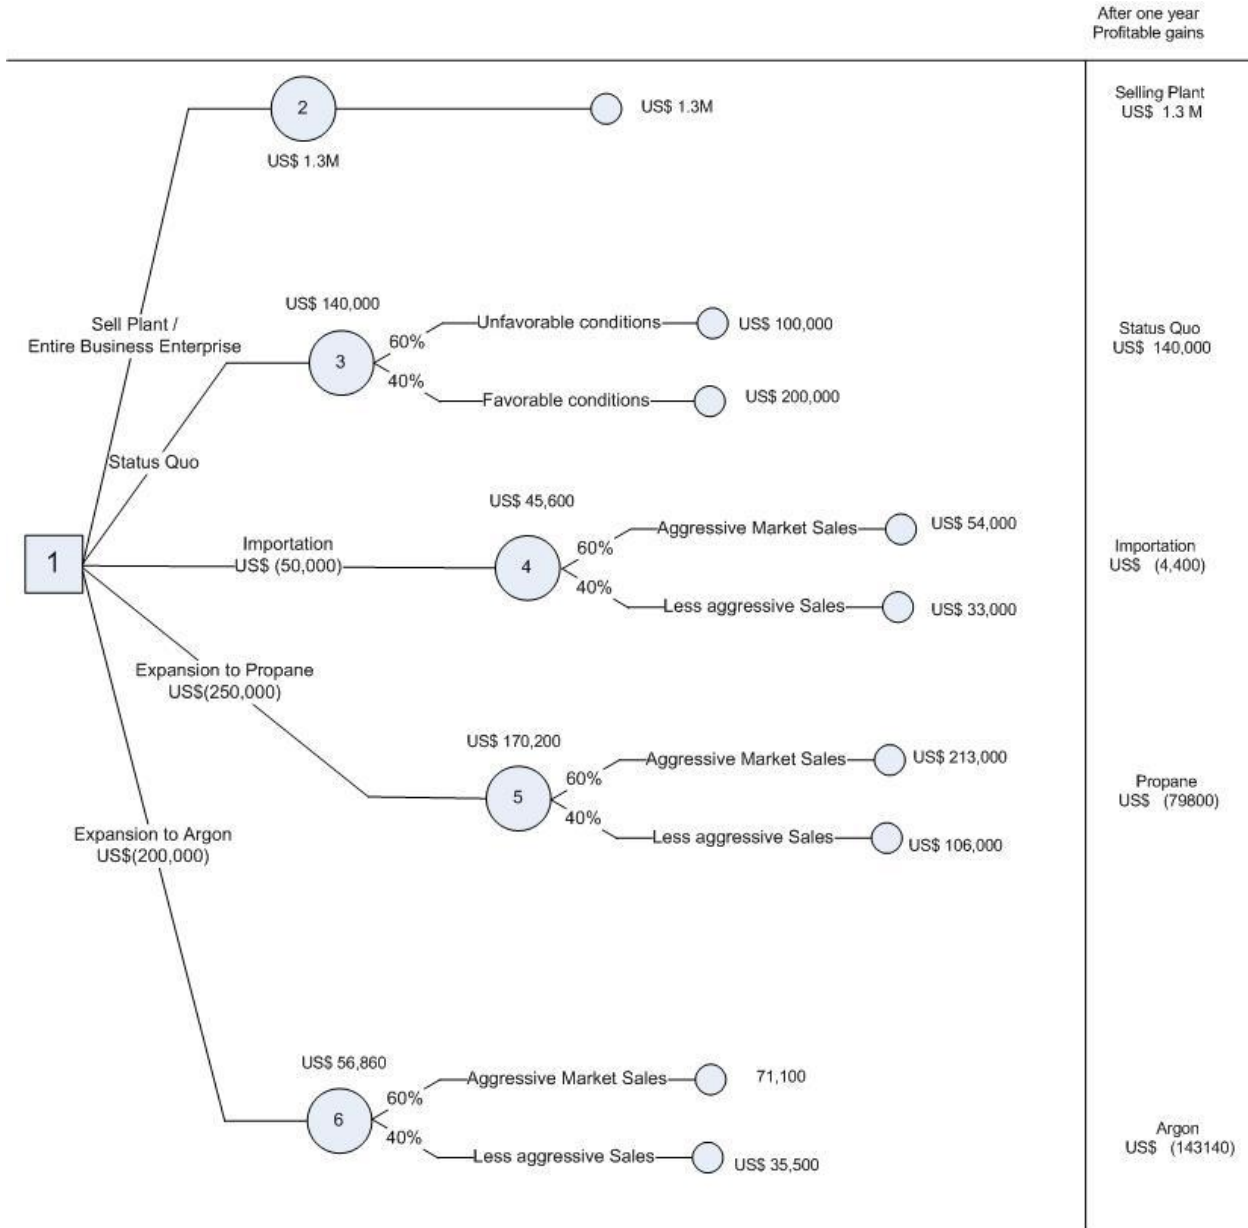 After one year
Profitable gains
2
US$ 1.3M
US$ 1.3M
Selling Plant
US$ 1.3 M
Sell Plant /
Entire Business Enterprise
US$ 140,000
3
60%
Unfavorable conditions
US$ 100,000
40%
Favorable conditions
US$ 200,000
Status Quo
US$ 140,000
Status Quo
1
Importation
US$ (50,000)
US$ 45,600
4
60%
Aggressive Market Sales
US$ 54,000
40%
Less aggressive Sales
US$ 33,000
Importation
US$ (4,400)
Expansion to Propane
US$(250,000)
US$ 170,200
5
60%
Aggressive Market Sales
US$ 213,000
40%
Less aggressive Sales
US$ 106,000
Propane
US$ (79800)
Expansion to Argon
US$(200,000)
US$ 56,860
6
60%
Aggressive Market Sales
71,100
40%
Less aggressive Sales
US$ 35,500
Argon
US$ (143140)